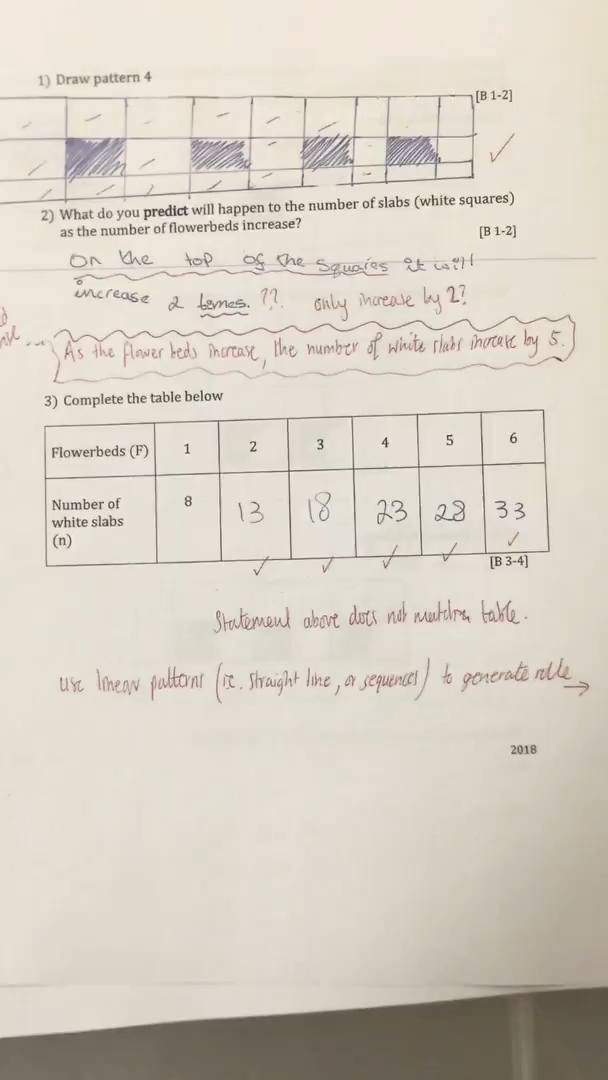 1) Draw pattern 4
[B 1-2]
2) What do you predict will happen to the number of slabs (white squares)
as the number of flowerbeds increase?
[B 1-2]
On the top of the squares it will
increase 2 temes. ?? only increase by 2?
As the flower beds increase, the number of white slabs increase by 5.
3) Complete the table below
Flowerbeds (F) 1 2 3 4 5 6
Number of
white slabs
(n)
8 13 18 23 28 33
[B 3-4]
Statement above does not match table.
use linear patterns (ie. straight line, or sequences) to generate rule →
2018